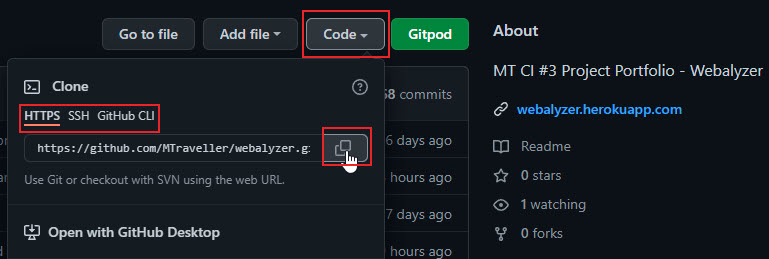 Go to file
Add file
Code
Gitpod
About
Clone
MT CI #3 Project Portfolio - Webalyzer
HTTPS SSH GitHub CLI
8 commits
webalyzer.herokuapp.com
https://github.com/MTraveller/webalyzer.gi
6 days ago
Readme
Use Git or checkout with SVN using the web URL.
hours ago
0 stars
7 days ago
1 watching
Open with GitHub Desktop
hours ago
0 forks